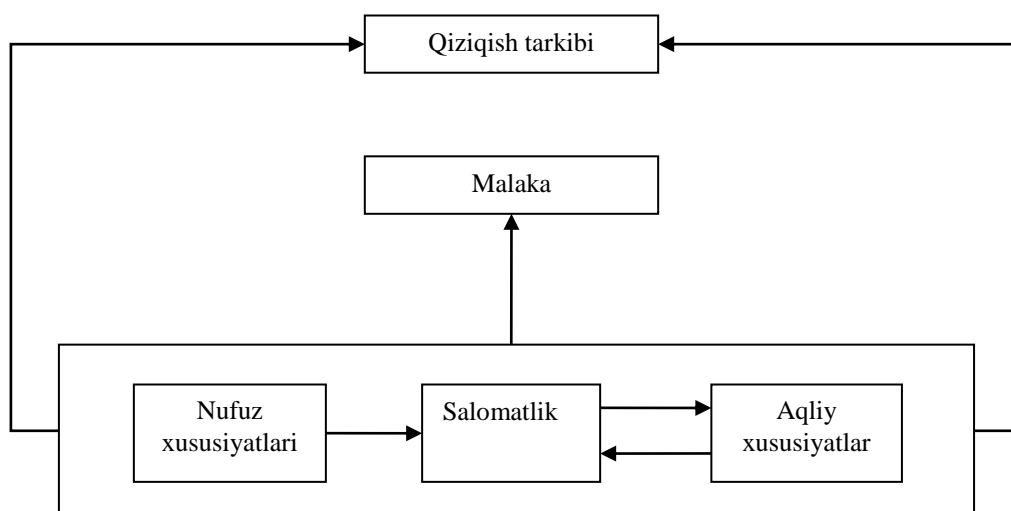 Qiziqish tarkibi
Malaka
Nufuz
xususiyatlari
Salomatlik
Aqliy
xususiyatlar